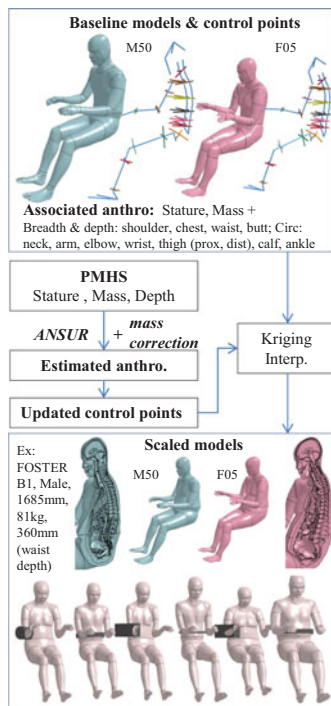 Baseline models & control points
M50
F05
Associated anthro: Stature, Mass +
Breadth & depth: shoulder, chest, waist, butt; Circ:
neck, arm, elbow, wrist, thigh (prox, dist), calf, ankle
PMHS
Stature , Mass, Depth
ANSUR + mass
correction
Estimated anthro.
Updated control points
Kriging
Interp.
Scaled models
Ex:
FOSTER
B1, Male,
1685mm,
81kg,
360mm
(waist
depth)
M50
F05